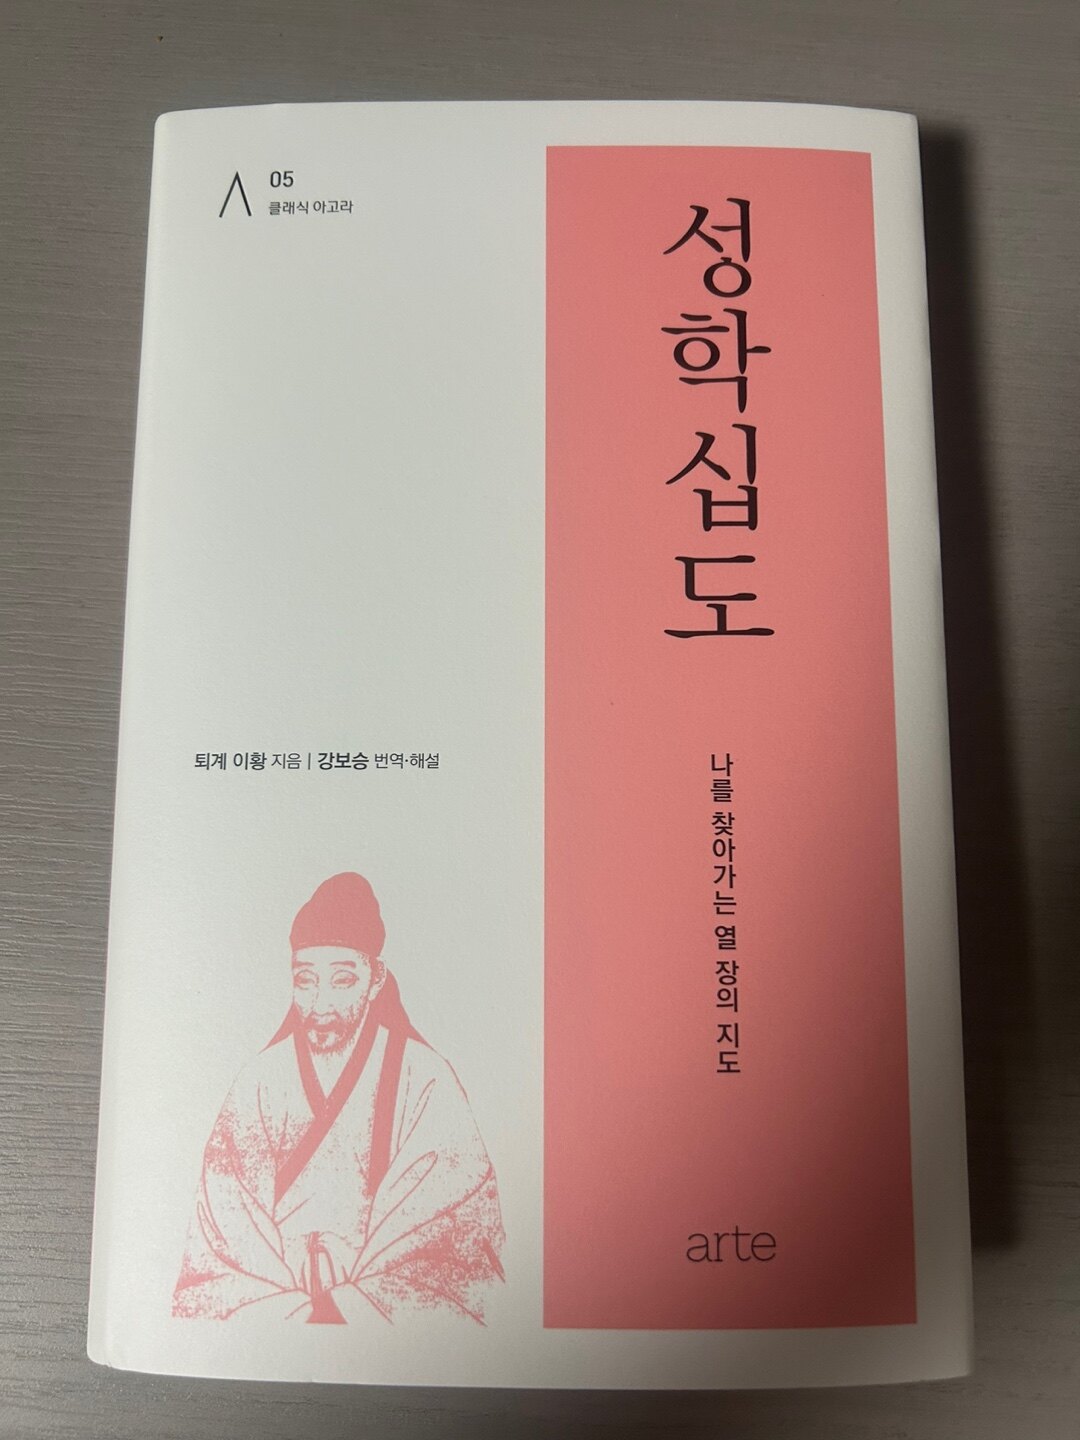 05
클래식 아고라
성학십도
나를 찾아가는 열 장의 지도
퇴계 이황 지음 | 강보승 번역·해설
arte